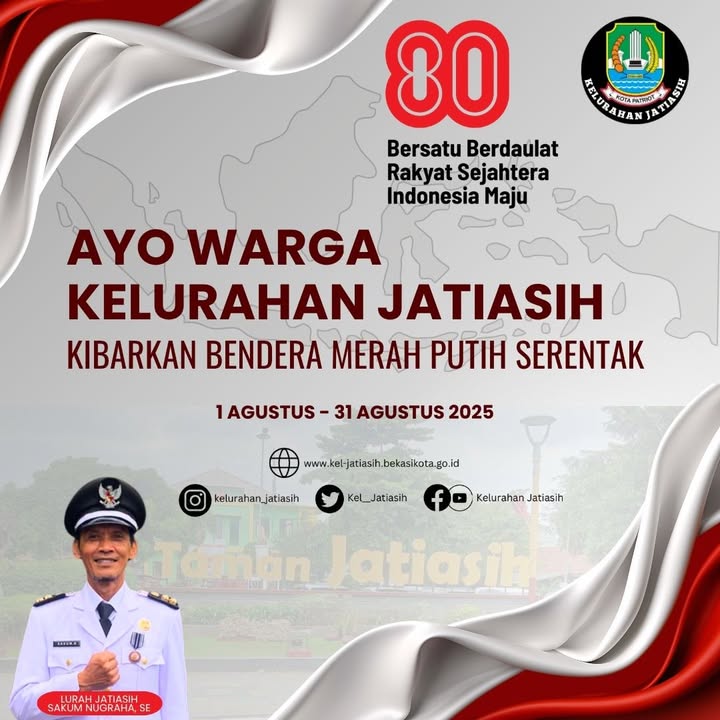 80
Bersatu Berdaulat
Rakyat Sejahtera
Indonesia Maju
KOTA PATRIOT
KELURAHAN JATIASIH
AYO WARGA
KELURAHAN JATIASIH
KIBARKAN BENDERA MERAH PUTIH SERENTAK
1 AGUSTUS - 31 AGUSTUS 2025
www.kel-jatiasih.bekasikota.go.id
kelurahan_jatiasih
Kel__Jatiasih
Kelurahan Jatiasih
Taman Jatiasih
SAKUM.N
LURAH JATIASIH
SAKUM NUGRAHA, SE